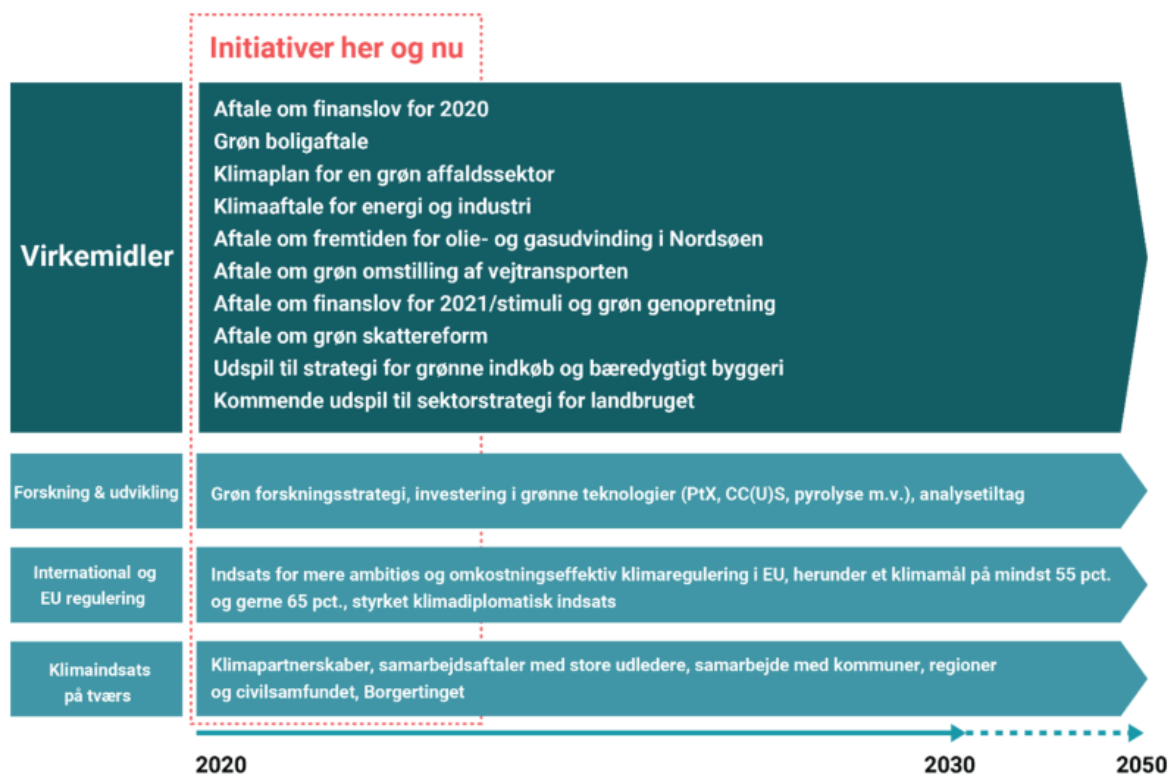 Initiativer her og nu
Virkemidler
Aftale om finanslov for 2020
Grøn boligaftale
Klimaplan for en grøn affaldssektor
Klimaaftale for energi og industri
Aftale om fremtiden for olie- og gasudvinding i Nordsøen
Aftale om grøn omstilling af vejtransporten
Aftale om finanslov for 2021/stimuli og grøn genopretning
Aftale om grøn skattereform
Udspil til strategi for grønne indkøb og bæredygtigt byggeri
Kommende udspil til sektorstrategi for landbruget
Forskning & udvikling
Grøn forskningsstrategi, investering i grønne teknologier (PtX, CC(U)S, pyrolyse m.v.), analysetiltag
International og
EU regulering
Indsats for mere ambitiøs og omkostningseffektiv klimaregulering i EU, herunder et klimamål på mindst 55 pct.
og gerne 65 pct., styrket klimadiplomatisk indsats
Klimaindsats
på tværs
Klimapartnerskaber, samarbejdsaftaler med store udledere, samarbejde med kommuner, regioner
og civilsamfundet, Borgertinget
2020
2030
2050